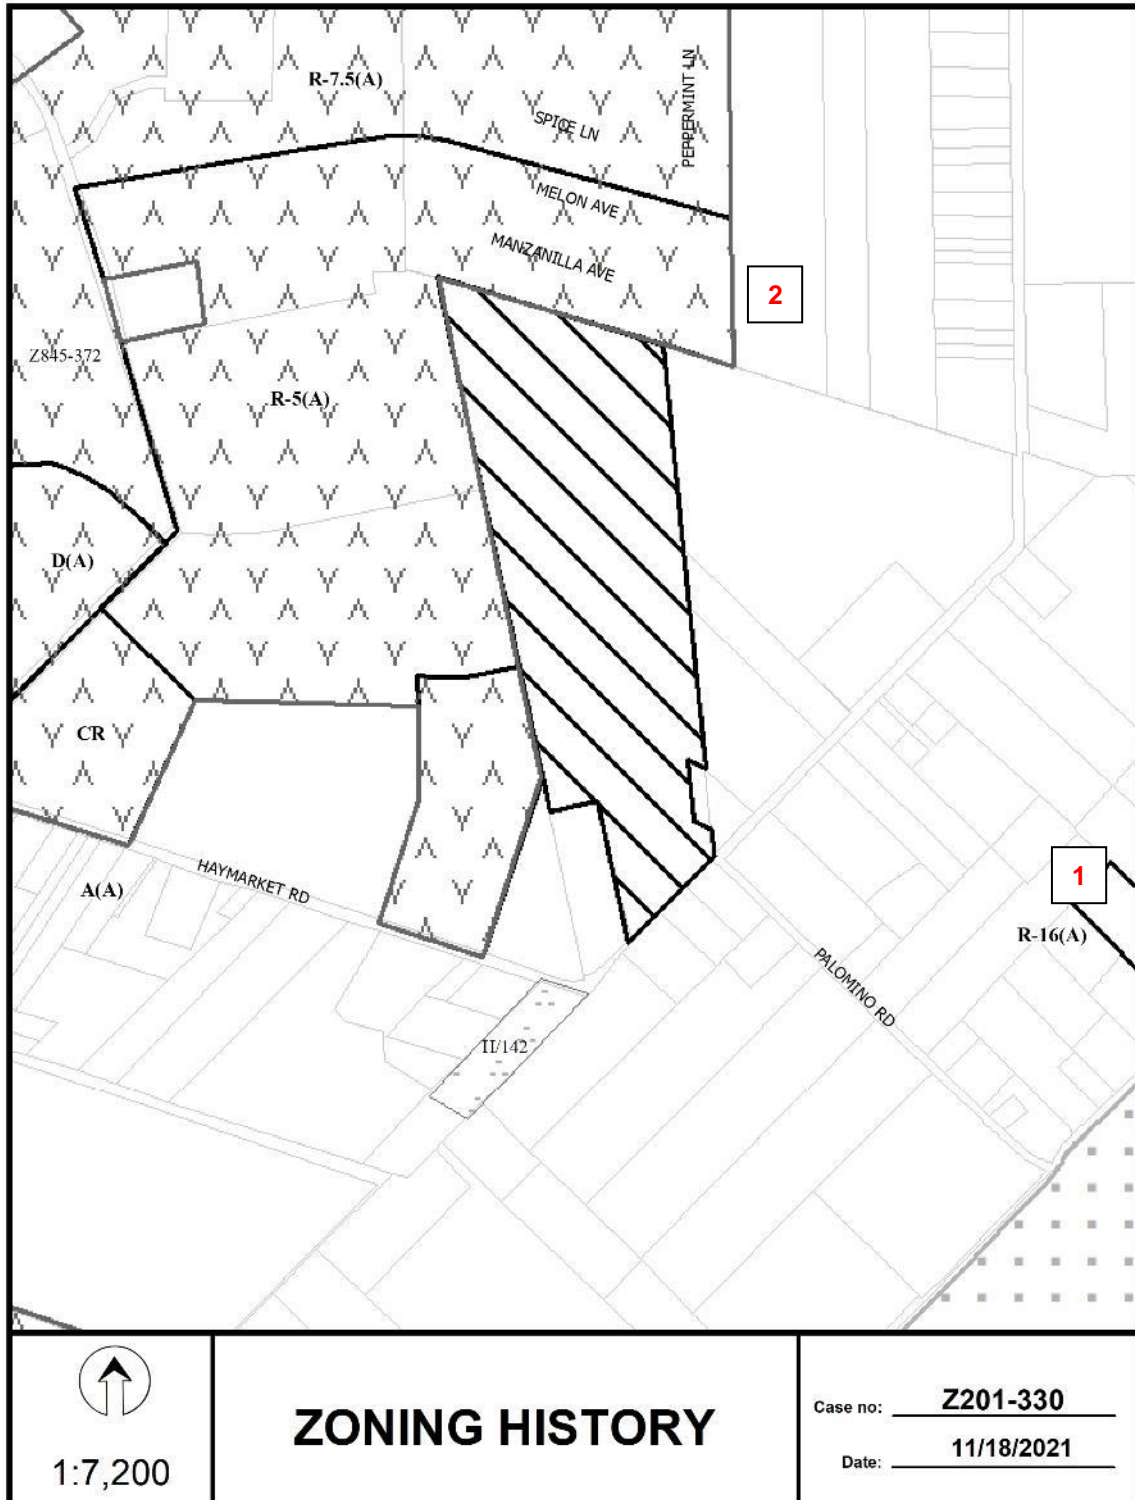 R-7.5(A)
PEPPERMINT LN
SPICE LN
MELON AVE
MANZANILLA AVE
2
Z845-372
R-5(A)
D(A)
CR
HAYMARKET RD
A(A)
1
R-16(A)
PALOMINO RD
II/142
1:7,200
ZONING HISTORY
Case no: Z201-330
Date: 11/18/2021